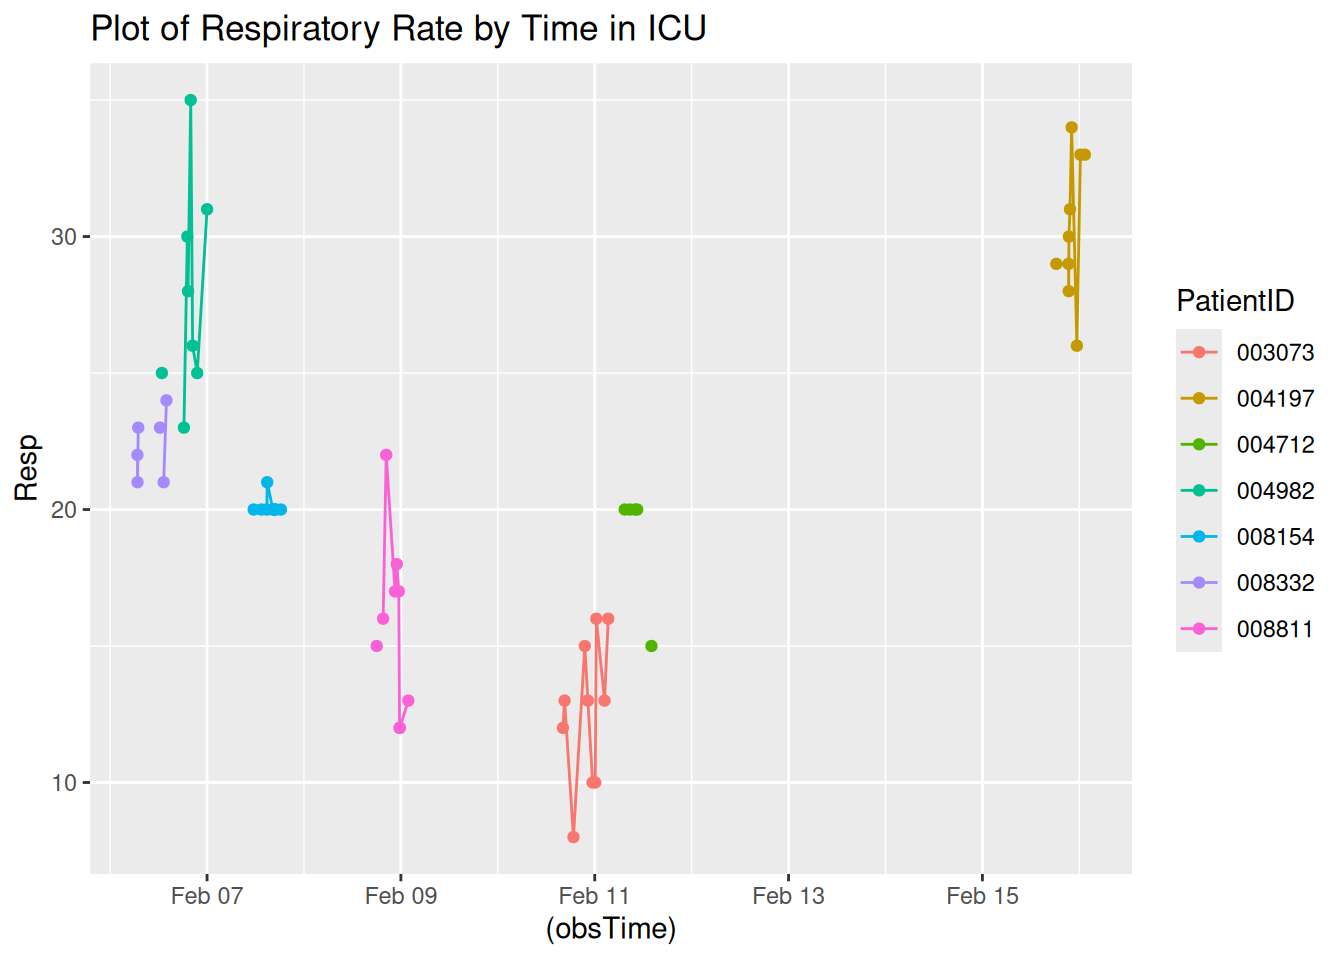 Plot of Respiratory Rate by Time in ICU
Resp
30
20
10
Feb 07
Feb 09
Feb 11
Feb 13
Feb 15
(obsTime)
PatientID
003073
004197
004712
004982
008154
008332
008811